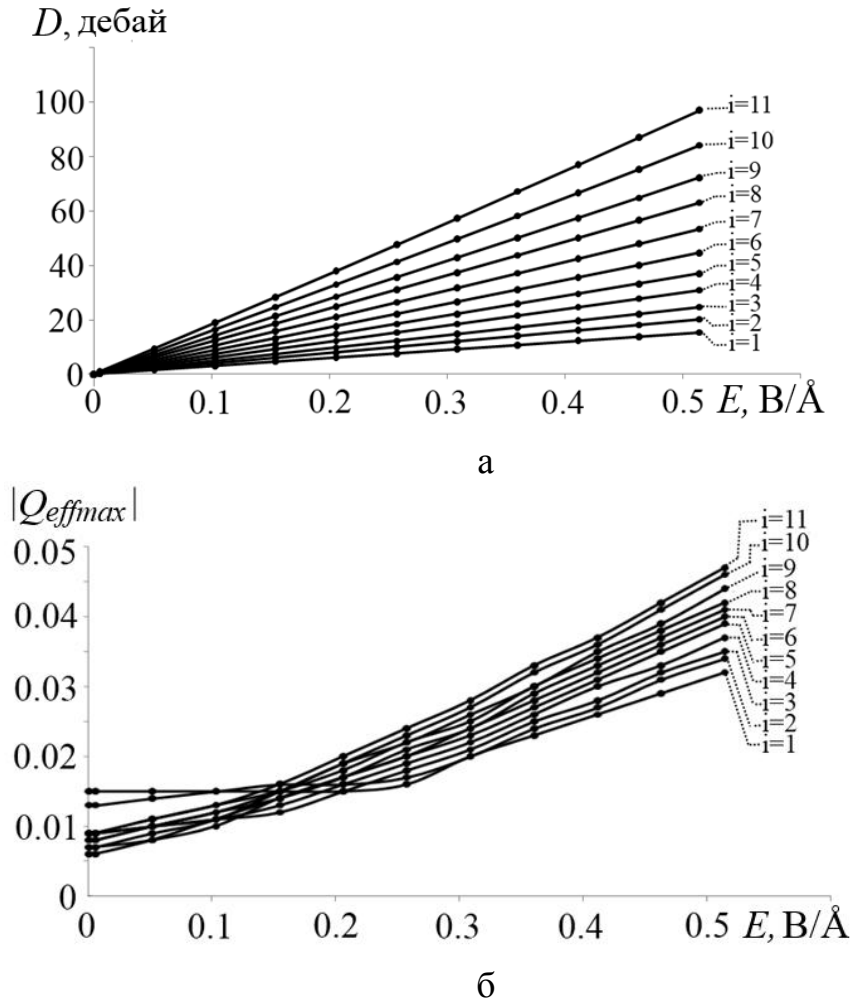 D, дебай
100
80
60
40
20
0
i=11
i=10
i=9
i=8
i=7
i=6
i=5
i=4
i=3
i=2
i=1
0 0.1 0.2 0.3 0.4 0.5 E, В/Å
а
|Qeffmax|
0.05
0.04
0.03
0.02
0.01
0
i=11
i=10
i=9
i=8
i=7
i=6
i=5
i=4
i=3
i=2
i=1
0 0.1 0.2 0.3 0.4 0.5 E, В/Å
б